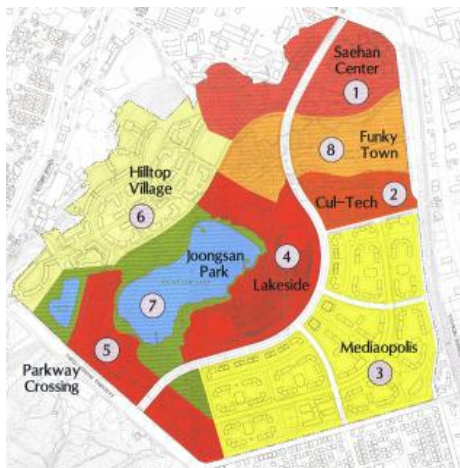 Saehan
Center
1
Funky
Town
8
Cul-Tech
2
Hilltop
Village
6
Joongsan
Park
7
4
Lakeside
5
Parkway
Crossing
Mediaopolis
3